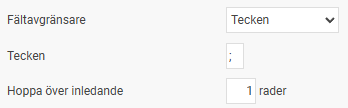 Fältavgränsare Tecken
Tecken ;
Hoppa över inledande 1 rader